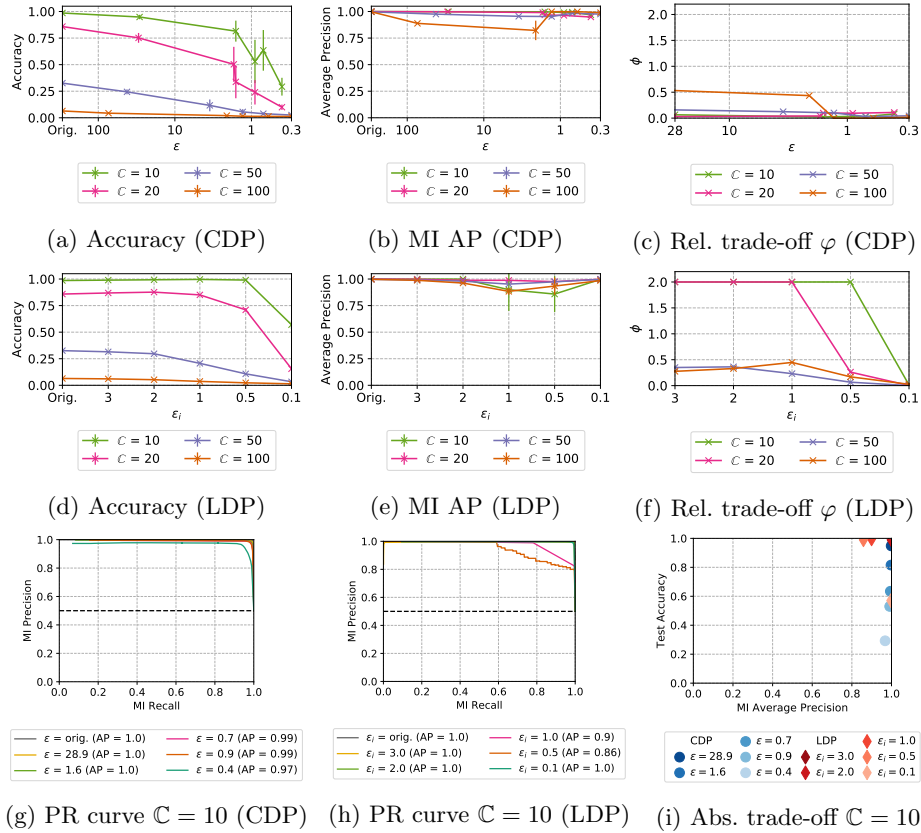 1.00
0.75
0.50
0.25
0.00
Accuracy
Orig. 100 10 1 0.3
ε
ℂ = 10 ℂ = 50
ℂ = 20 ℂ = 100
(a) Accuracy (CDP)
1.00
0.75
0.50
0.25
0.00
Average Precision
Orig. 100 10 1 0.3
ε
ℂ = 10 ℂ = 50
ℂ = 20 ℂ = 100
(b) MI AP (CDP)
2.0
1.5
1.0
0.5
0.0
ϕ
28 10 1 0.3
ε
ℂ = 10 ℂ = 50
ℂ = 20 ℂ = 100
(c) Rel. trade-off φ (CDP)
1.00
0.75
0.50
0.25
0.00
Accuracy
Orig. 3 2 1 0.5 0.1
ε_i
ℂ = 10 ℂ = 50
ℂ = 20 ℂ = 100
(d) Accuracy (LDP)
1.00
0.75
0.50
0.25
0.00
Average Precision
Orig. 3 2 1 0.5 0.1
ε_i
ℂ = 10 ℂ = 50
ℂ = 20 ℂ = 100
(e) MI AP (LDP)
2.0
1.5
1.0
0.5
0.0
ϕ
3 2 1 0.5 0.1
ε_i
ℂ = 10 ℂ = 50
ℂ = 20 ℂ = 100
(f) Rel. trade-off φ (LDP)
1.0
0.8
0.6
0.4
0.2
0.0
MI Precision
0.0 0.2 0.4 0.6 0.8 1.0
MI Recall
ε = orig. (AP = 1.0) ε = 0.7 (AP = 0.99)
ε = 28.9 (AP = 1.0) ε = 0.9 (AP = 0.99)
ε = 1.6 (AP = 1.0) ε = 0.4 (AP = 0.97)
(g) PR curve ℂ = 10 (CDP)
1.0
0.8
0.6
0.4
0.2
0.0
MI Precision
0.0 0.2 0.4 0.6 0.8 1.0
MI Recall
ε_i = orig. (AP = 1.0) ε_i = 1.0 (AP = 0.9)
ε_i = 3.0 (AP = 1.0) ε_i = 0.5 (AP = 0.86)
ε_i = 2.0 (AP = 1.0) ε_i = 0.1 (AP = 1.0)
(h) PR curve ℂ = 10 (LDP)
1.0
0.8
0.6
0.4
0.2
0.0
Test Accuracy
0.0 0.2 0.4 0.6 0.8 1.0
MI Average Precision
CDP ε = 0.7 LDP ε_i = 1.0
ε = 28.9 ε = 0.9 ε_i = 3.0 ε_i = 0.5
ε = 1.6 ε = 0.4 ε_i = 2.0 ε_i = 0.1
(i) Abs. trade-off ℂ = 10